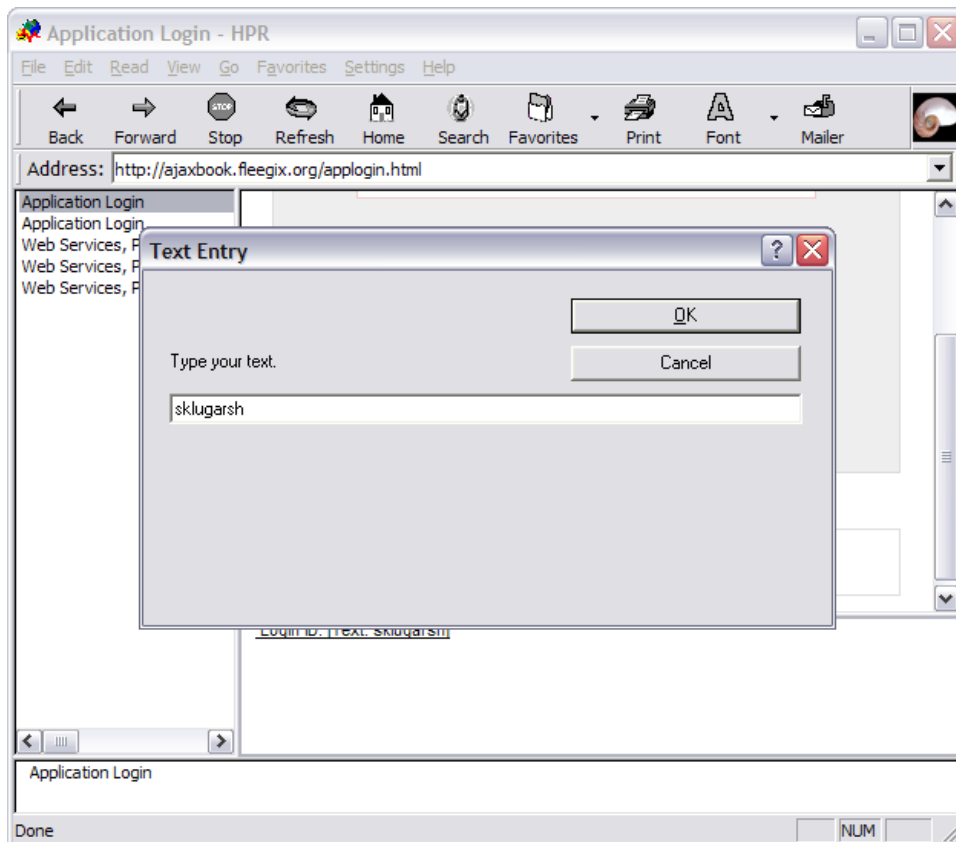 Application Login - HPR
File Edit Read View Go Favorites Settings Help
STOP
Back Forward Stop Refresh Home Search Favorites Print Font Mailer
Address: http://ajaxbook.fleegix.org/applogin.html
Application Login
Application Login
Web Services, P
Web Services, P
Web Services, P
Text Entry
OK
Type your text.
Cancel
sklugarsh
Login ID: [Text: sklugarsh]
Application Login
Done
NUM